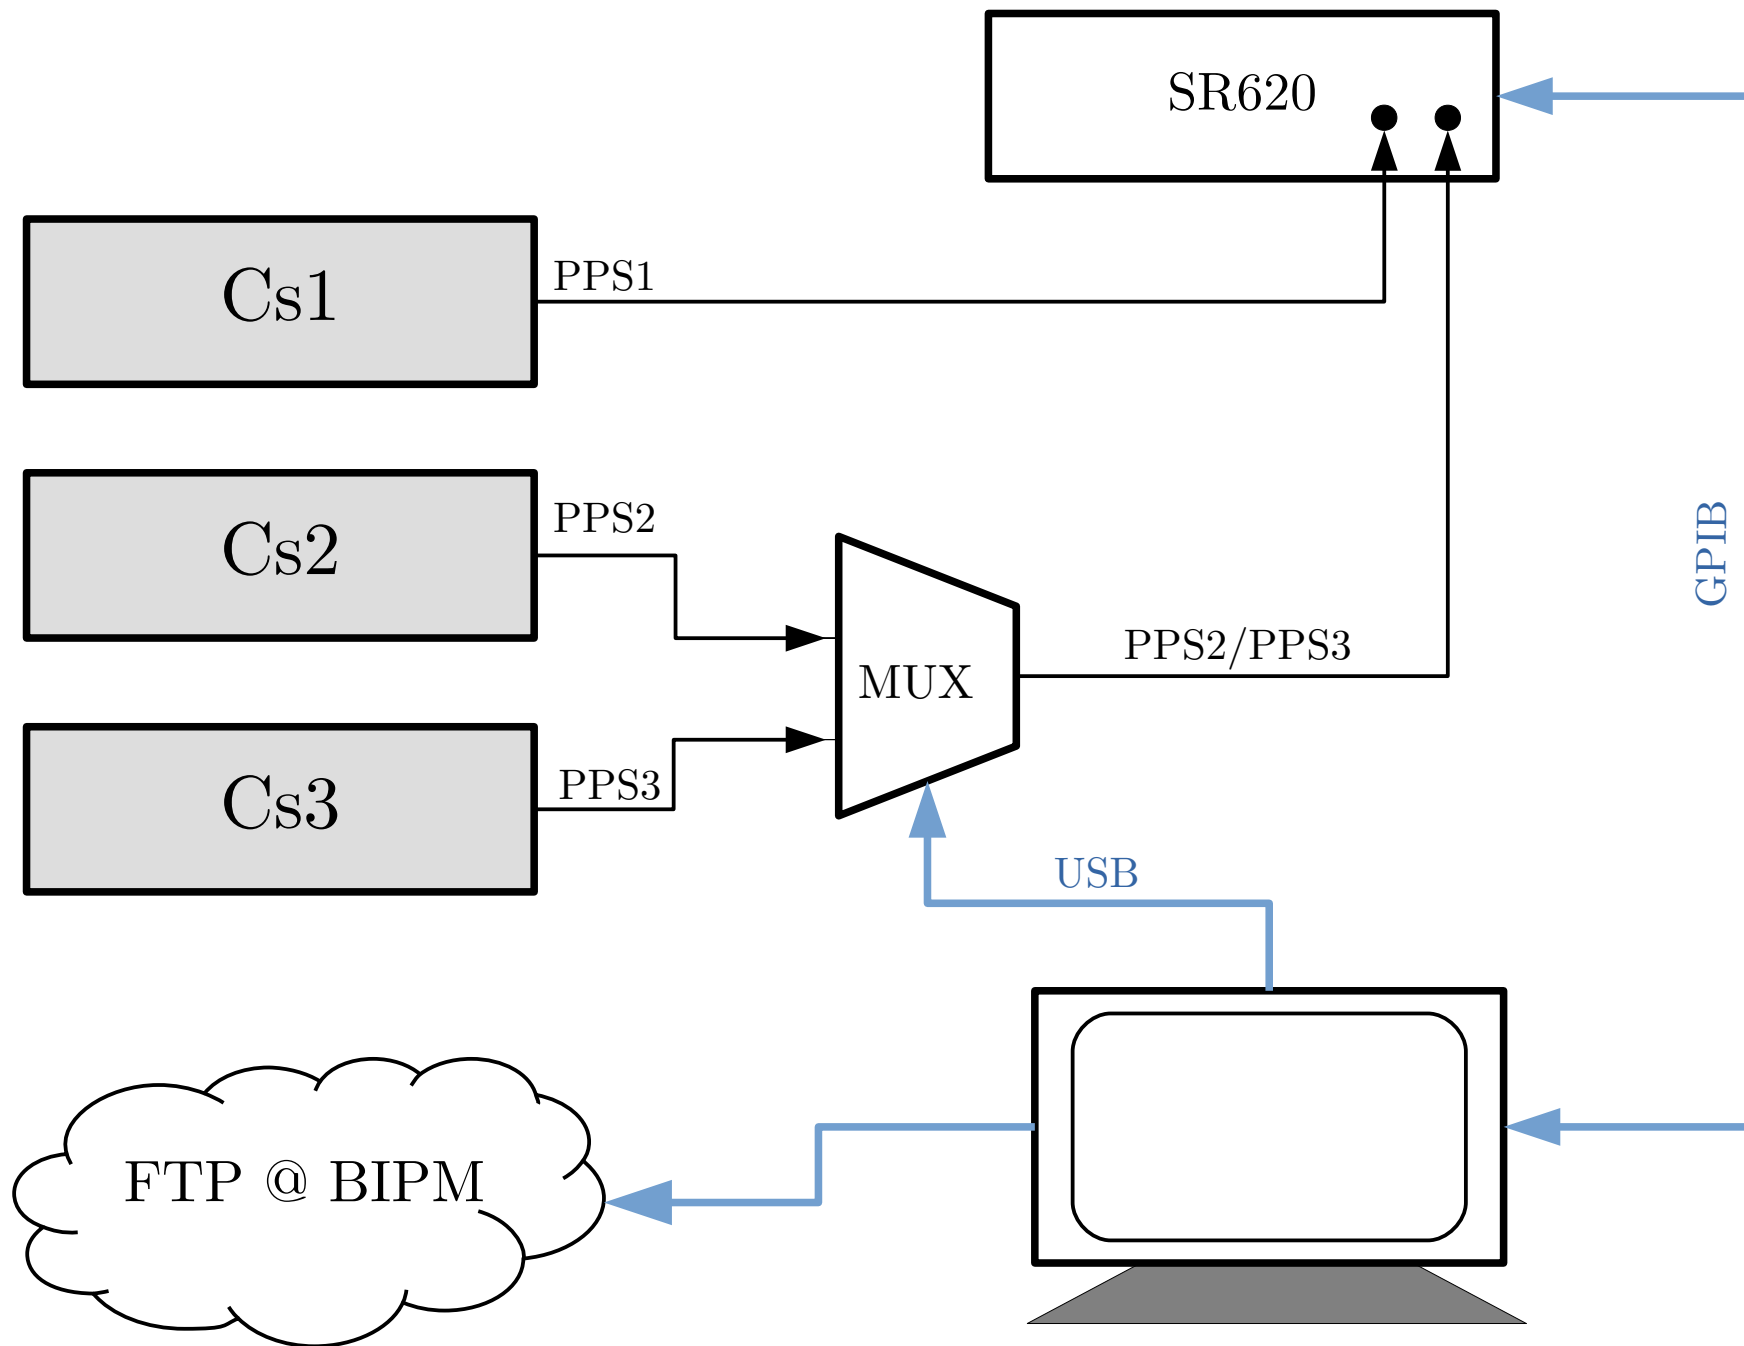 SR620
Cs1
PPS1
Cs2
PPS2
GPIB
MUX
PPS2/PPS3
Cs3
PPS3
USB
FTP @ BIPM